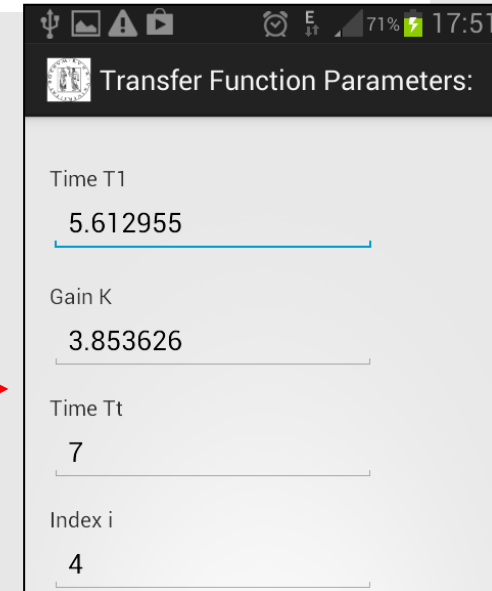 E 71% 17:51
Transfer Function Parameters:
Time T1
5.612955
Gain K
3.853626
Time Tt
7
Index i
4